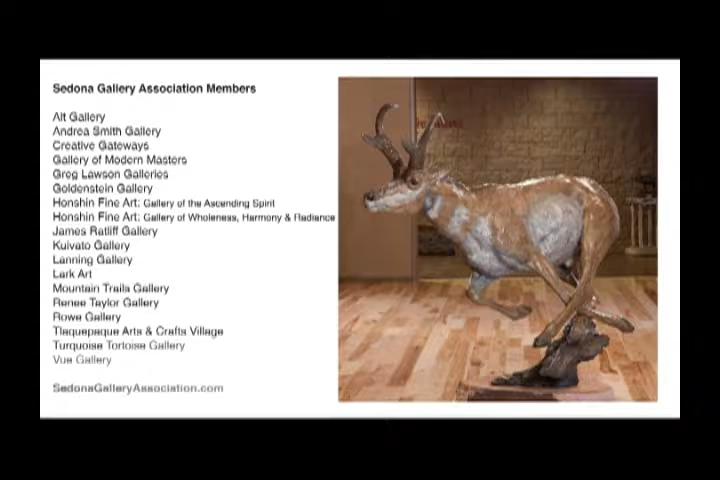 Sedona Gallery Association Members
Alt Gallery
Andrea Smith Gallery
Creative Gateways
Gallery of Modern Masters
Greg Lawson Galleries
Goldenstein Gallery
Honshin Fine Art: Gallery of the Ascending Spirit
Honshin Fine Art: Gallery of Wholeness, Harmony & Radiance
James Ratliff Gallery
Kuivato Gallery
Lanning Gallery
Lark Art
Mountain Trails Gallery
Renee Taylor Gallery
Rowe Gallery
Tlaquepaque Arts & Crafts Village
Turquoise Tortoise Gallery
Vue Gallery
SedonaGalleryAssociation.com